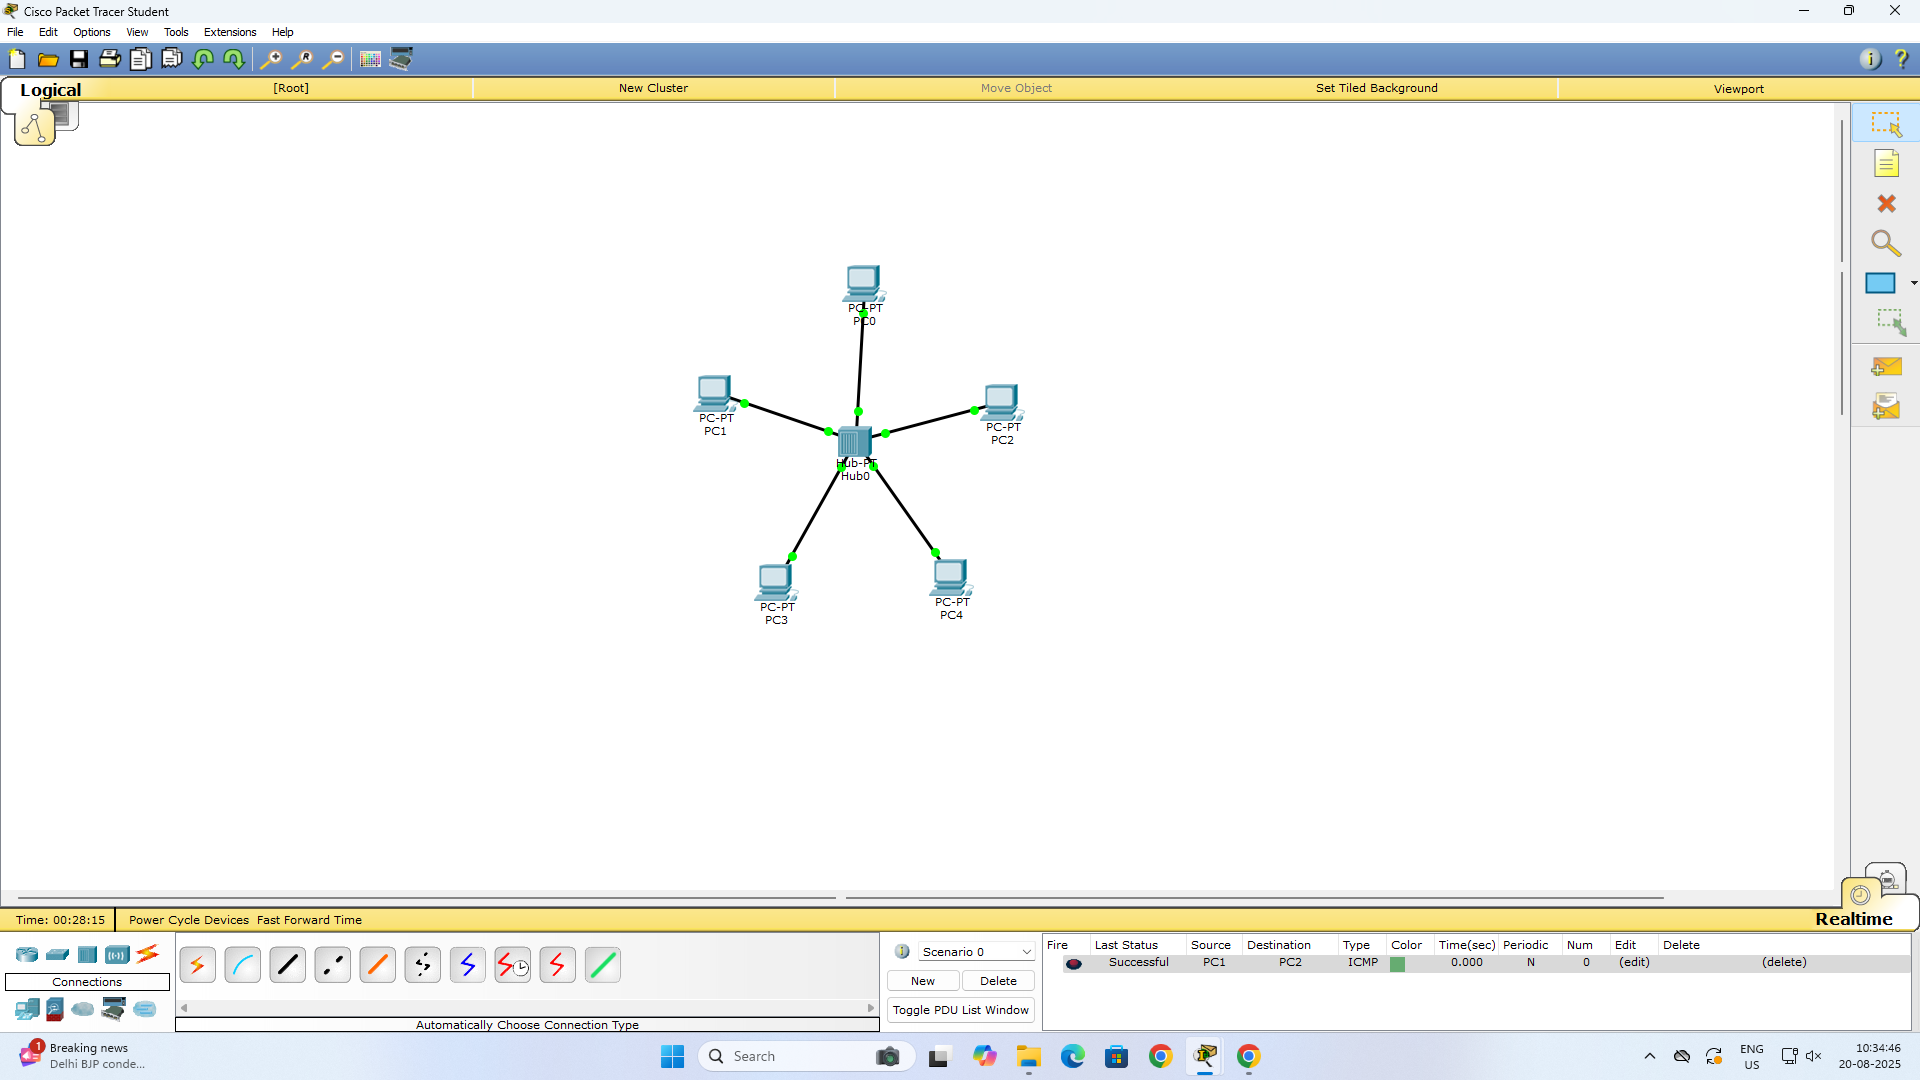 Cisco Packet Tracer Student
File Edit Options View Tools Extensions Help
Logical [Root] New Cluster Move Object Set Tiled Background Viewport
PC-PT
PC0
PC-PT
PC1
PC-PT
PC2
Hub-PT
Hub0
PC-PT
PC3
PC-PT
PC4
Realtime
Time: 00:28:15 Power Cycle Devices Fast Forward Time
Connections
Automatically Choose Connection Type
Scenario 0
New Delete
Toggle PDU List Window
Fire Last Status Source Destination Type Color Time(sec) Periodic Num Edit Delete
Successful PC1 PC2 ICMP 0.000 N 0 (edit) (delete)
1
Breaking news
Delhi BJP conde...
Search
ENG
US
10:34:46
20-08-2025